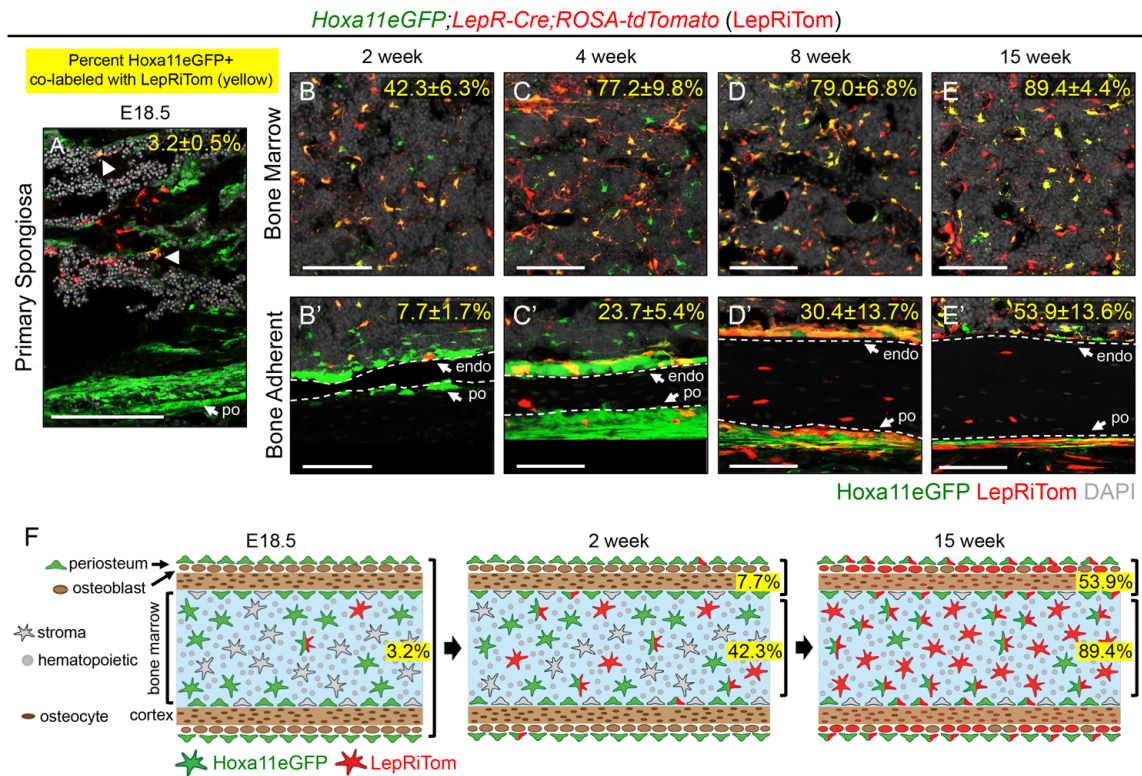 Hoxa11eGFP;LepR-Cre;ROSA-tdTomato (LepRiTom)
Percent Hoxa11eGFP+
co-labeled with LepRiTom (yellow)
2 week
4 week
8 week
15 week
E18.5
Primary Spongiosa
A
3.2±0.5%
po
Bone Marrow
B
42.3±6.3%
C
77.2±9.8%
D
79.0±6.8%
E
89.4±4.4%
Bone Adherent
B’
7.7±1.7%
endo
po
C’
23.7±5.4%
endo
po
D’
30.4±13.7%
endo
po
E’
53.9±13.6%
endo
po
Hoxa11eGFP LepRiTom DAPI
F
E18.5
2 week
15 week
periosteum
osteoblast
stroma
hematopoietic
osteocyte
bone marrow
cortex
3.2%
7.7%
42.3%
53.9%
89.4%
Hoxa11eGFP
LepRiTom